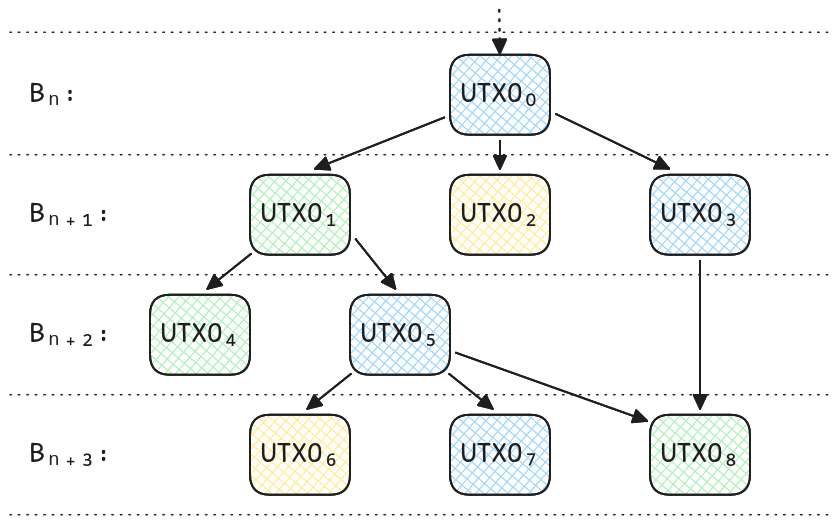 Bₙ: UTXO₀
Bₙ₊₁: UTXO₁ UTXO₂ UTXO₃
Bₙ₊₂: UTXO₄ UTXO₅
Bₙ₊₃: UTXO₆ UTXO₇ UTXO₈